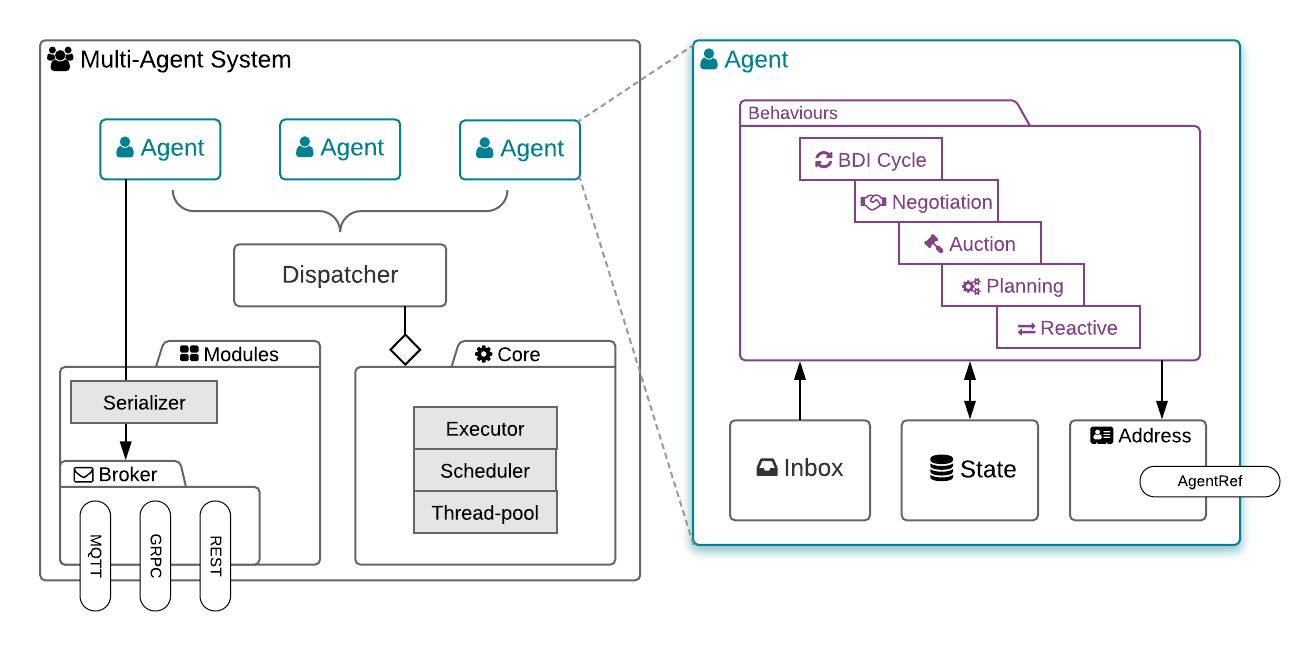 Multi-Agent System
Agent
Agent
Agent
Dispatcher
Modules
Serializer
Broker
MQTT
GRPC
REST
Core
Executor
Scheduler
Thread-pool
Agent
Behaviours
BDI Cycle
Negotiation
Auction
Planning
Reactive
Inbox
State
Address
AgentRef